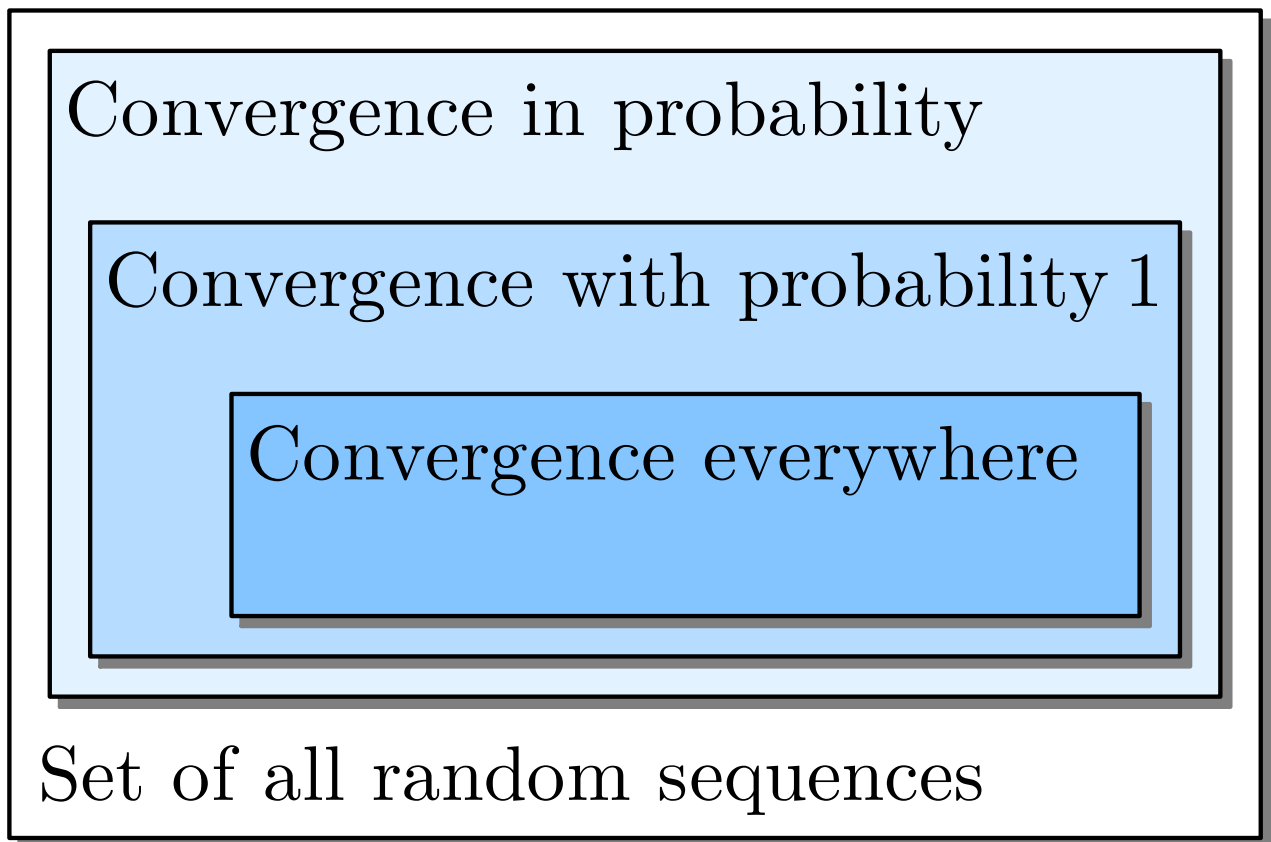 Convergence in probability
Convergence with probability 1
Convergence everywhere
Set of all random sequences